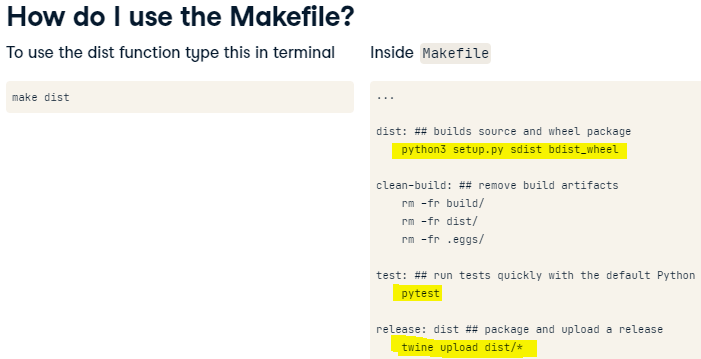 How do I use the Makefile?
To use the dist function type this in terminal
make dist
Inside Makefile
...
dist: ## builds source and wheel package
python3 setup.py sdist bdist_wheel
clean-build: ## remove build artifacts
rm -fr build/
rm -fr dist/
rm -fr .eggs/
test: ## run tests quickly with the default Python
pytest
release: dist ## package and upload a release
twine upload dist/*